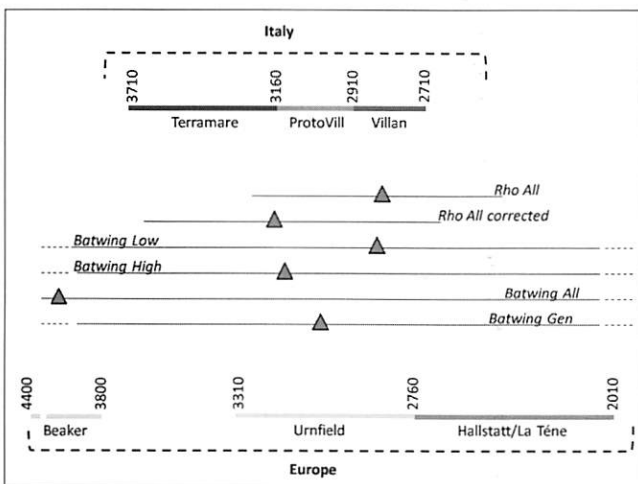 Italy
3710 3160 2910 2710
Terramare ProtoVill Villan
Rho All
Rho All corrected
Batwing Low
Batwing High
Batwing All
Batwing Gen
4400 3800 3310 2760 2010
Beaker Urnfield Hallstatt/La Téne
Europe